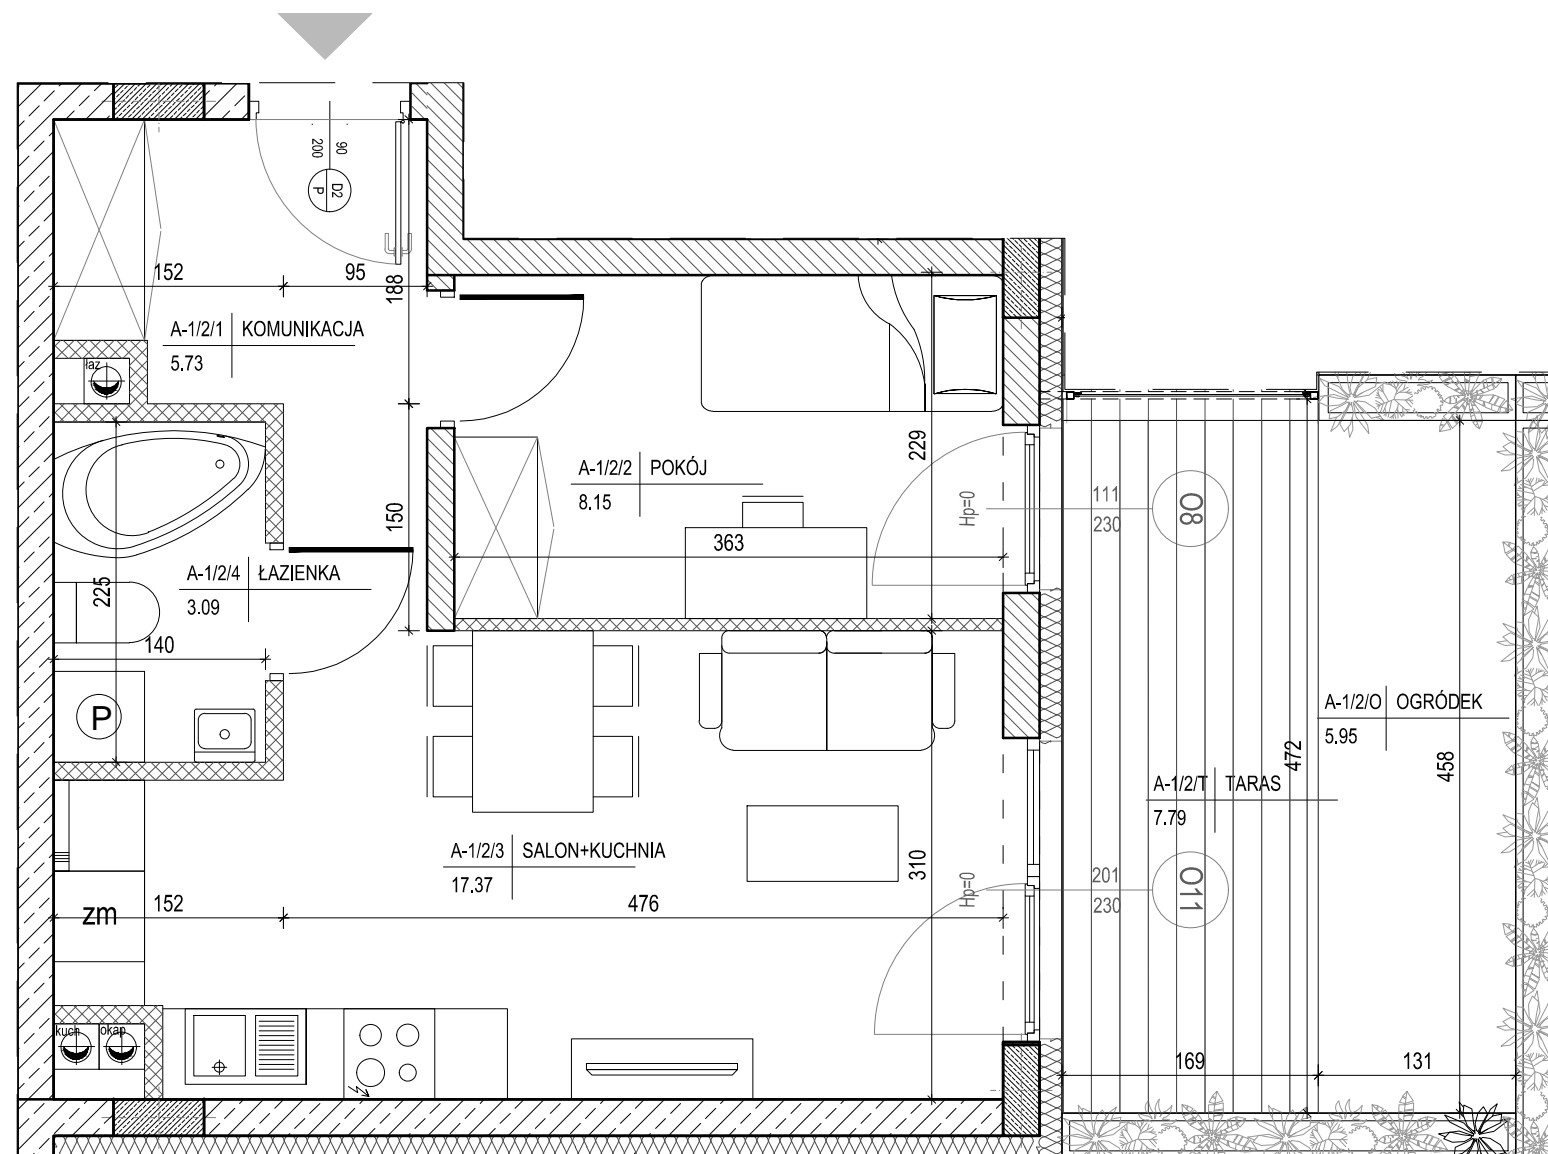 90
200
D2
P
152
95
188
A-1/2/1 KOMUNIKACJA
5.73
łaz
229
A-1/2/2 POKÓJ
8.15
Hp=0
111
230
O8
150
363
A-1/2/4 ŁAZIENKA
3.09
225
140
P
A-1/2/O OGRÓDEK
5.95
472
458
A-1/2/T TARAS
7.79
A-1/2/3 SALON+KUCHNIA
17.37
310
Hp=0
201
230
O11
zm
152
476
kuch
okap
169
131